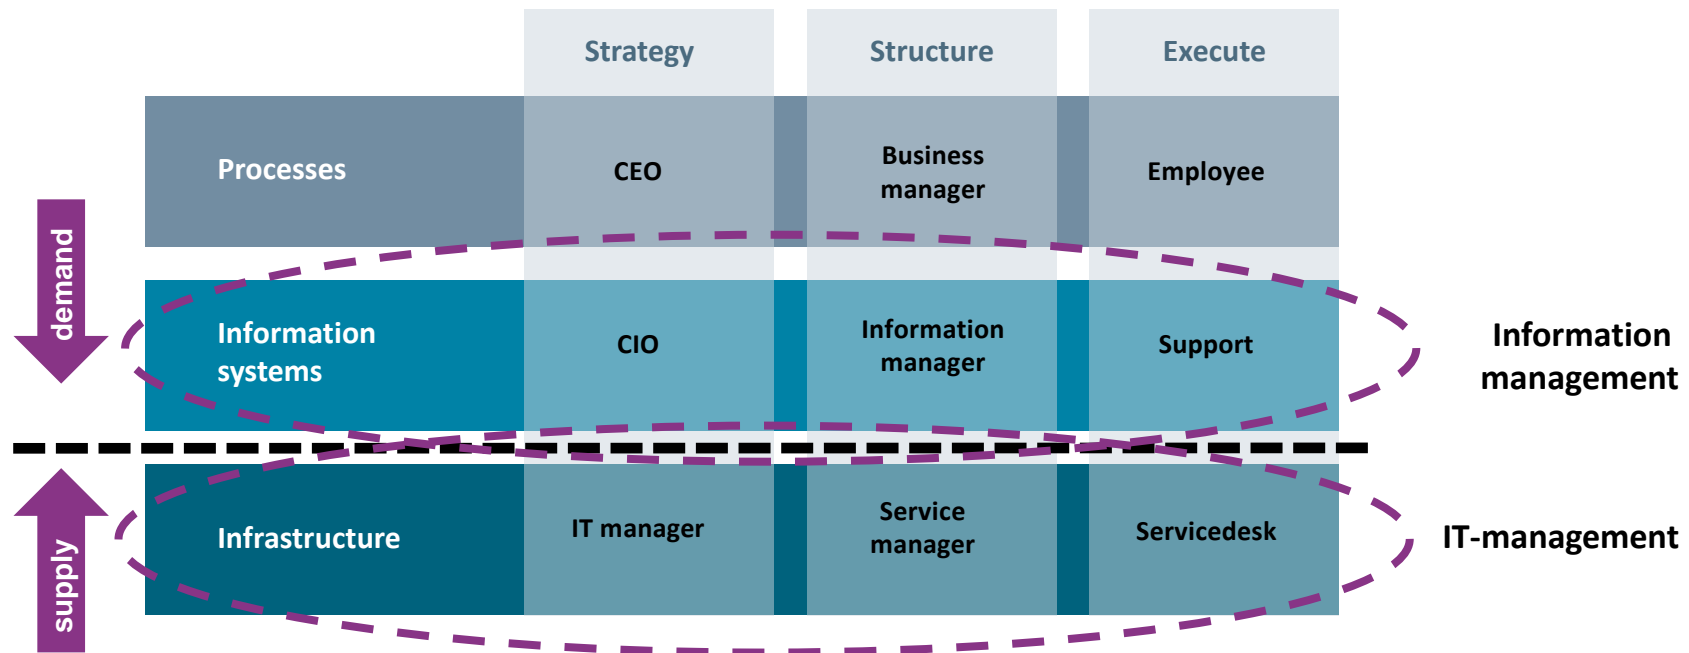 Strategy
Structure
Execute
Processes
CEO
Business
manager
Employee
demand
Information
systems
CIO
Information
manager
Support
Information
management
supply
Infrastructure
IT manager
Service
manager
Servicedesk
IT-management